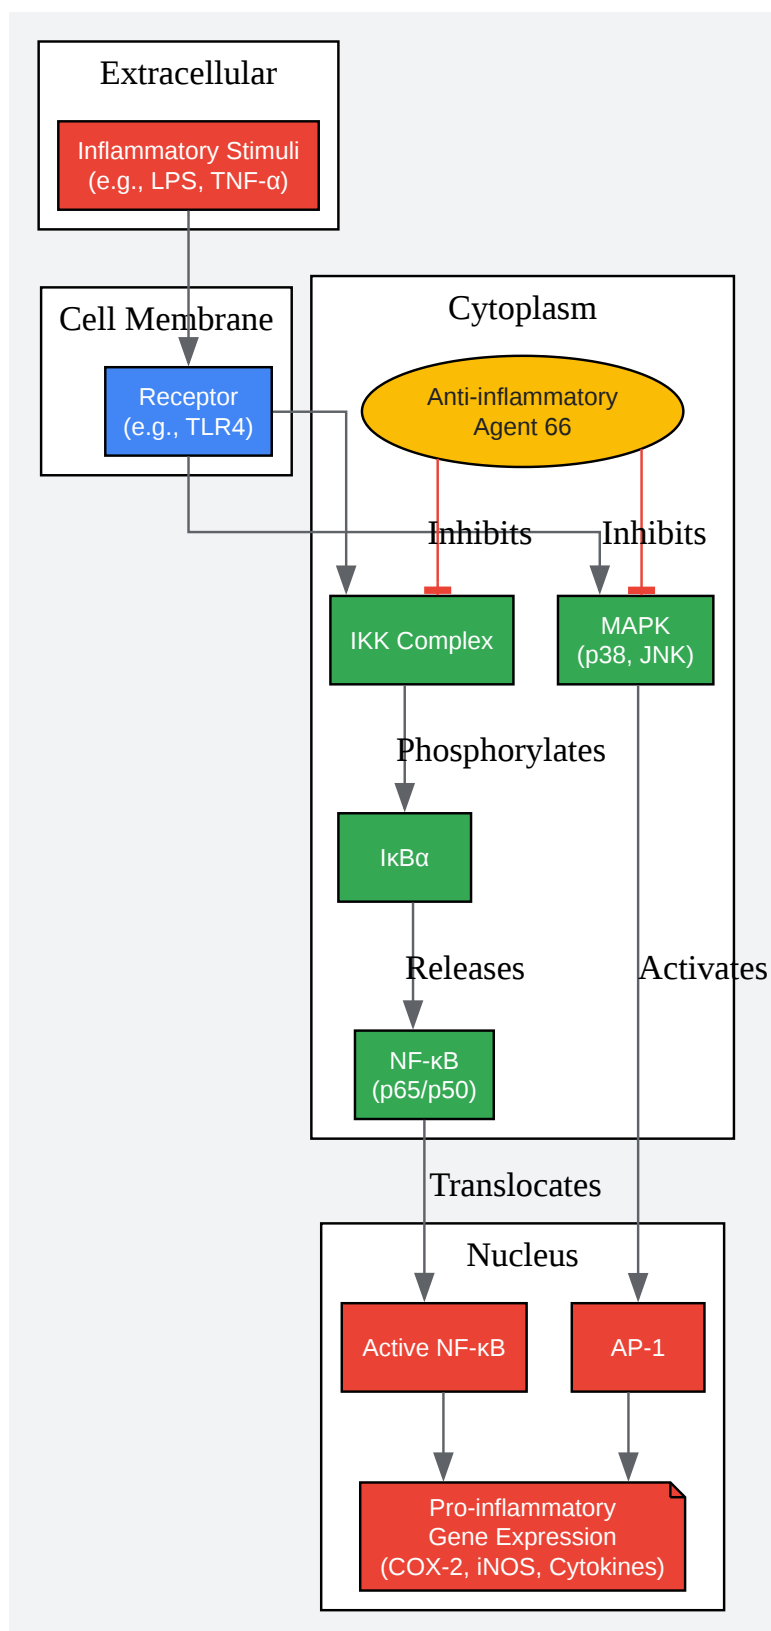 Extracellular
Inflammatory Stimuli
(e.g., LPS, TNF-α)
Cell Membrane
Receptor
(e.g., TLR4)
Cytoplasm
Anti-inflammatory
Agent 66
Inhibits
Inhibits
IKK Complex
MAPK
(p38, JNK)
Phosphorylates
IκBα
Releases
Activates
NF-κB
(p65/p50)
Translocates
Nucleus
Active NF-κB
AP-1
Pro-inflammatory
Gene Expression
(COX-2, iNOS, Cytokines)